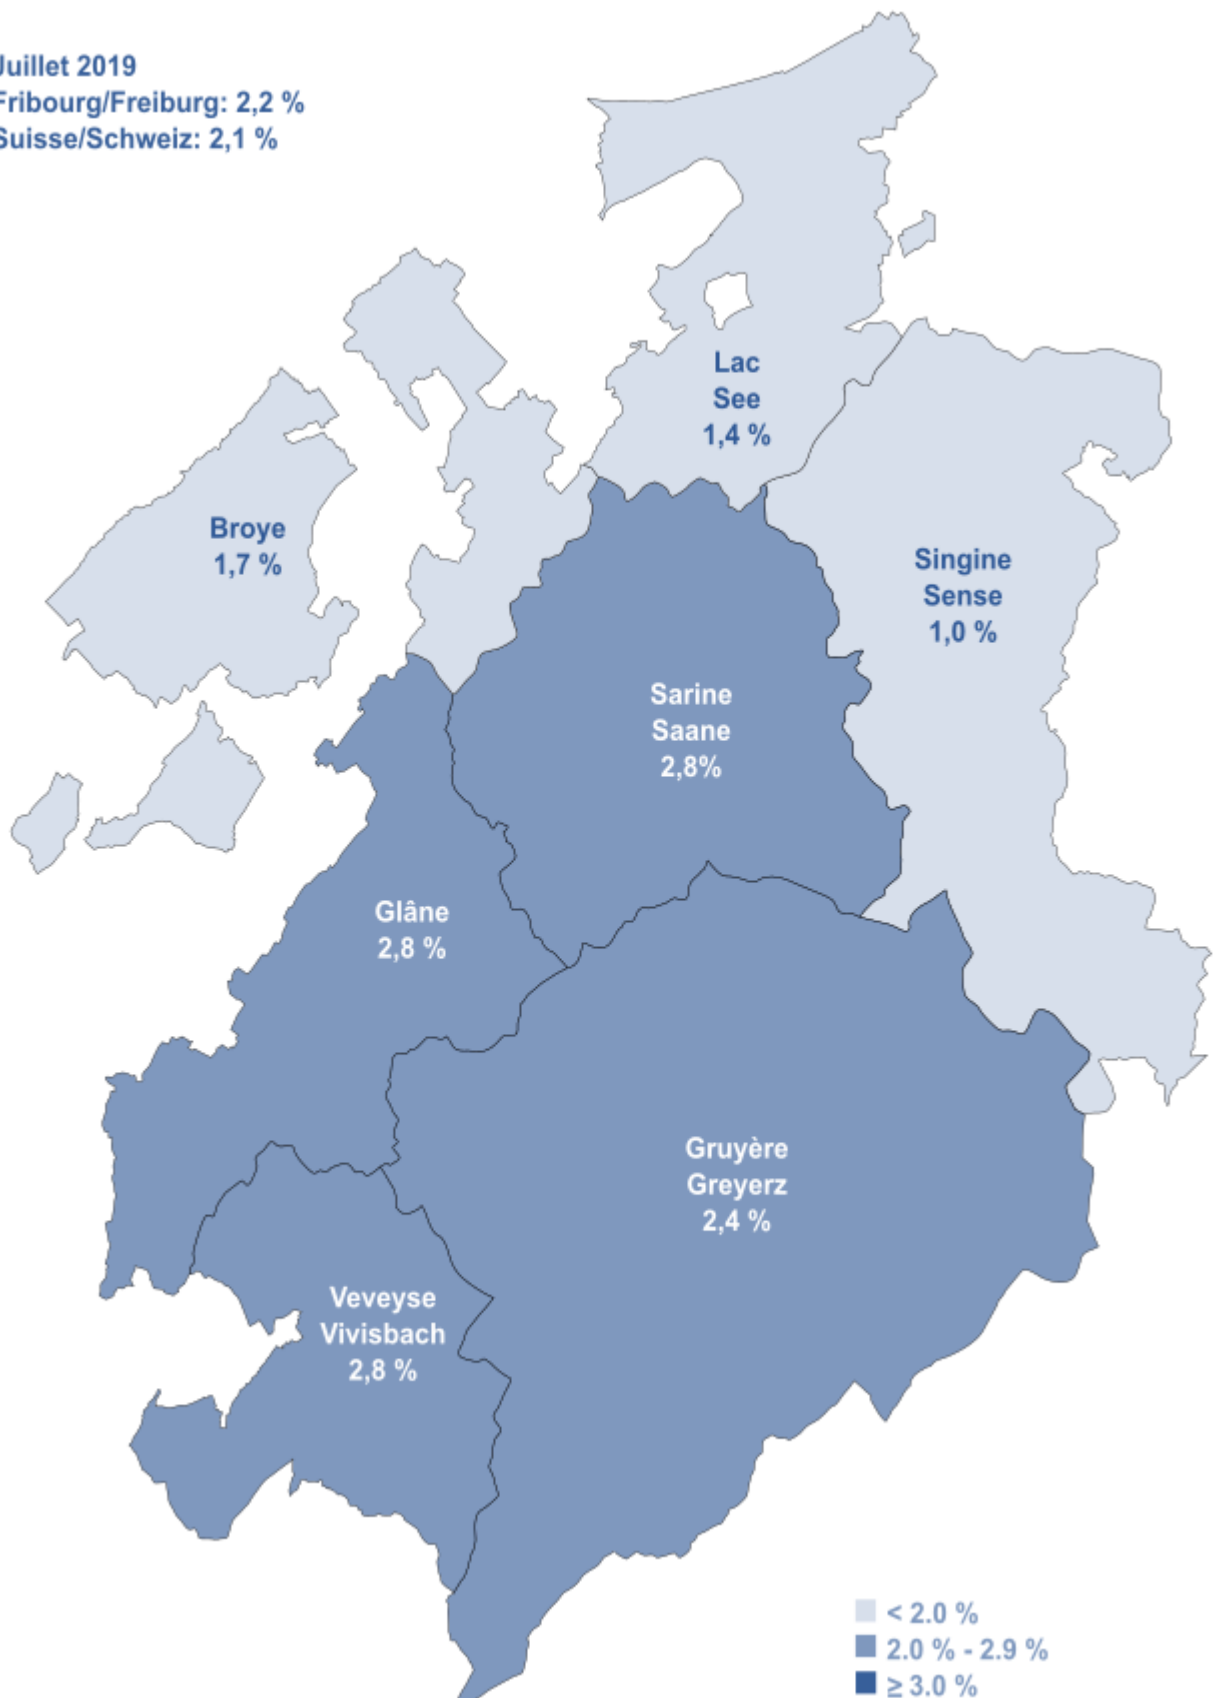 Juillet 2019
Fribourg/Freiburg: 2,2 %
Suisse/Schweiz: 2,1 %
Lac
See
1,4 %
Broye
1,7 %
Singine
Sense
1,0 %
Sarine
Saane
2,8%
Glâne
2,8 %
Gruyère
Greyerz
2,4 %
Veveyse
Vivisbach
2,8 %
< 2.0 %
2.0 % - 2.9 %
≥ 3.0 %